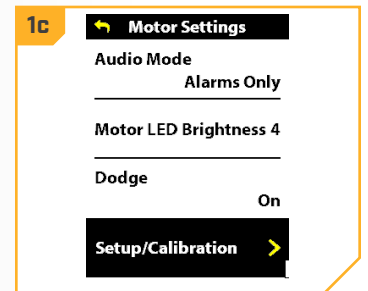 1c
Motor Settings
Audio Mode
Alarms Only
Motor LED Brightness 4
Dodge
On
Setup/Calibration